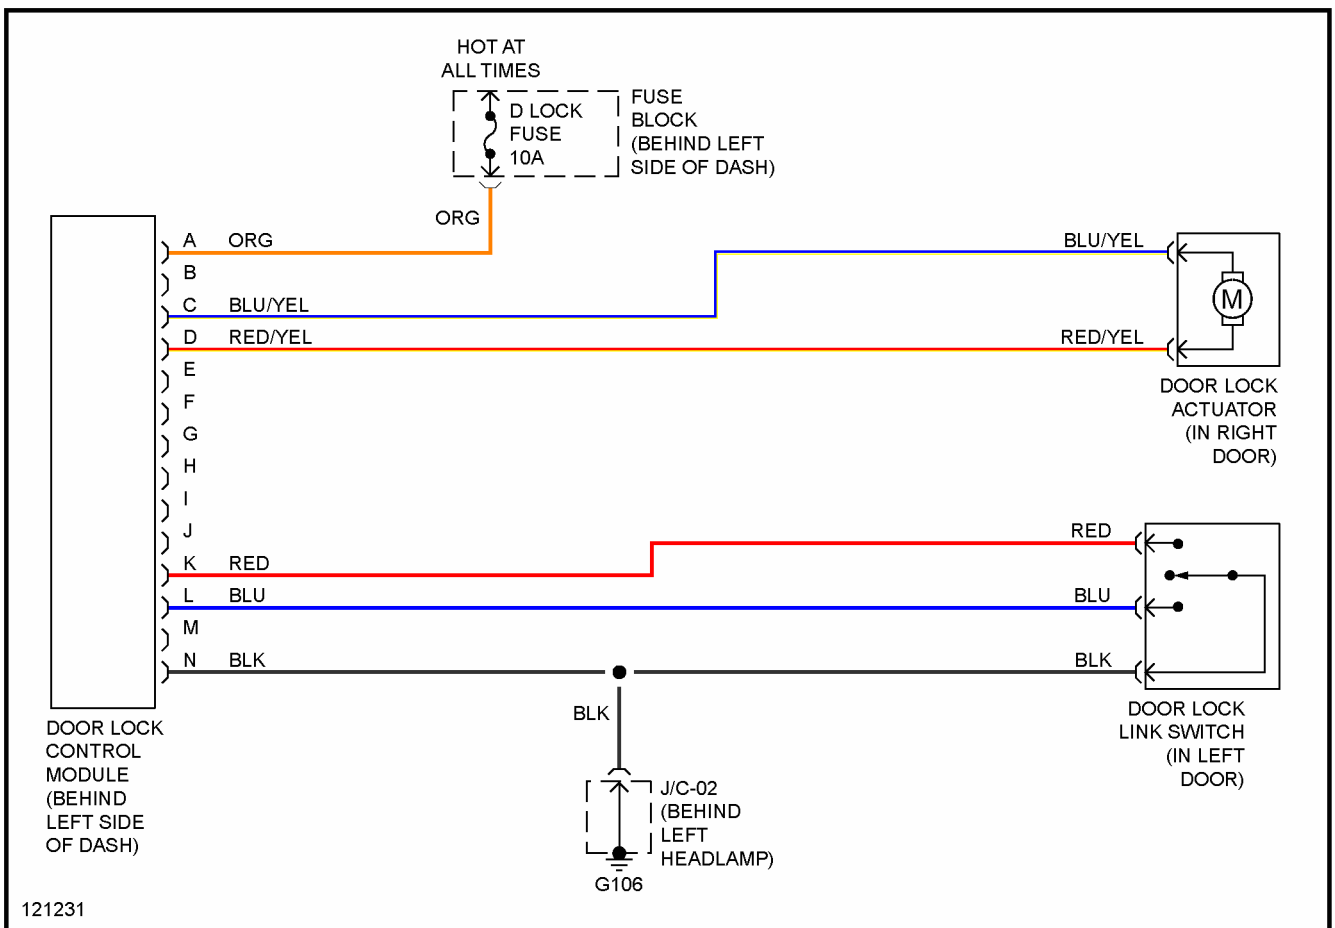 HOT AT
ALL TIMES
D LOCK
FUSE
10A
FUSE
BLOCK
(BEHIND LEFT
SIDE OF DASH)
ORG
A ORG
B
C BLU/YEL
D RED/YEL
E
F
G
H
I
J
K RED
L BLU
M
N BLK
BLU/YEL
RED/YEL
M
DOOR LOCK
ACTUATOR
(IN RIGHT
DOOR)
RED
BLU
BLK
DOOR LOCK
LINK SWITCH
(IN LEFT
DOOR)
DOOR LOCK
CONTROL
MODULE
(BEHIND
LEFT SIDE
OF DASH)
BLK
J/C-02
(BEHIND
LEFT
HEADLAMP)
G106
121231